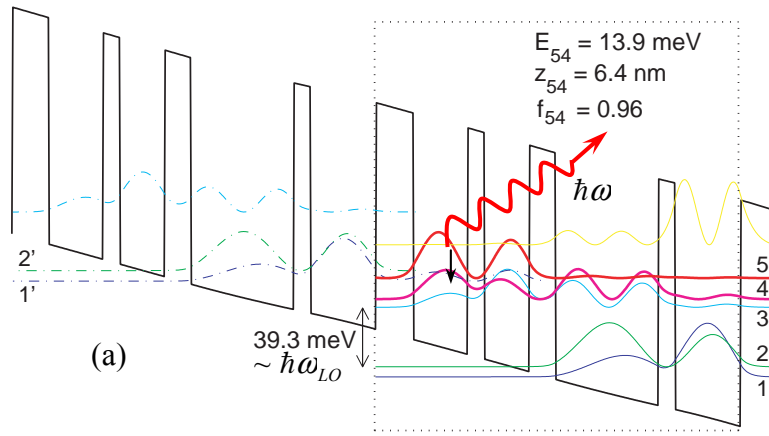 E₅₄ = 13.9 meV
z₅₄ = 6.4 nm
f₅₄ = 0.96
ħω
2'
1'
5
4
3
39.3 meV
~ ħω_LO
(a)
2
1